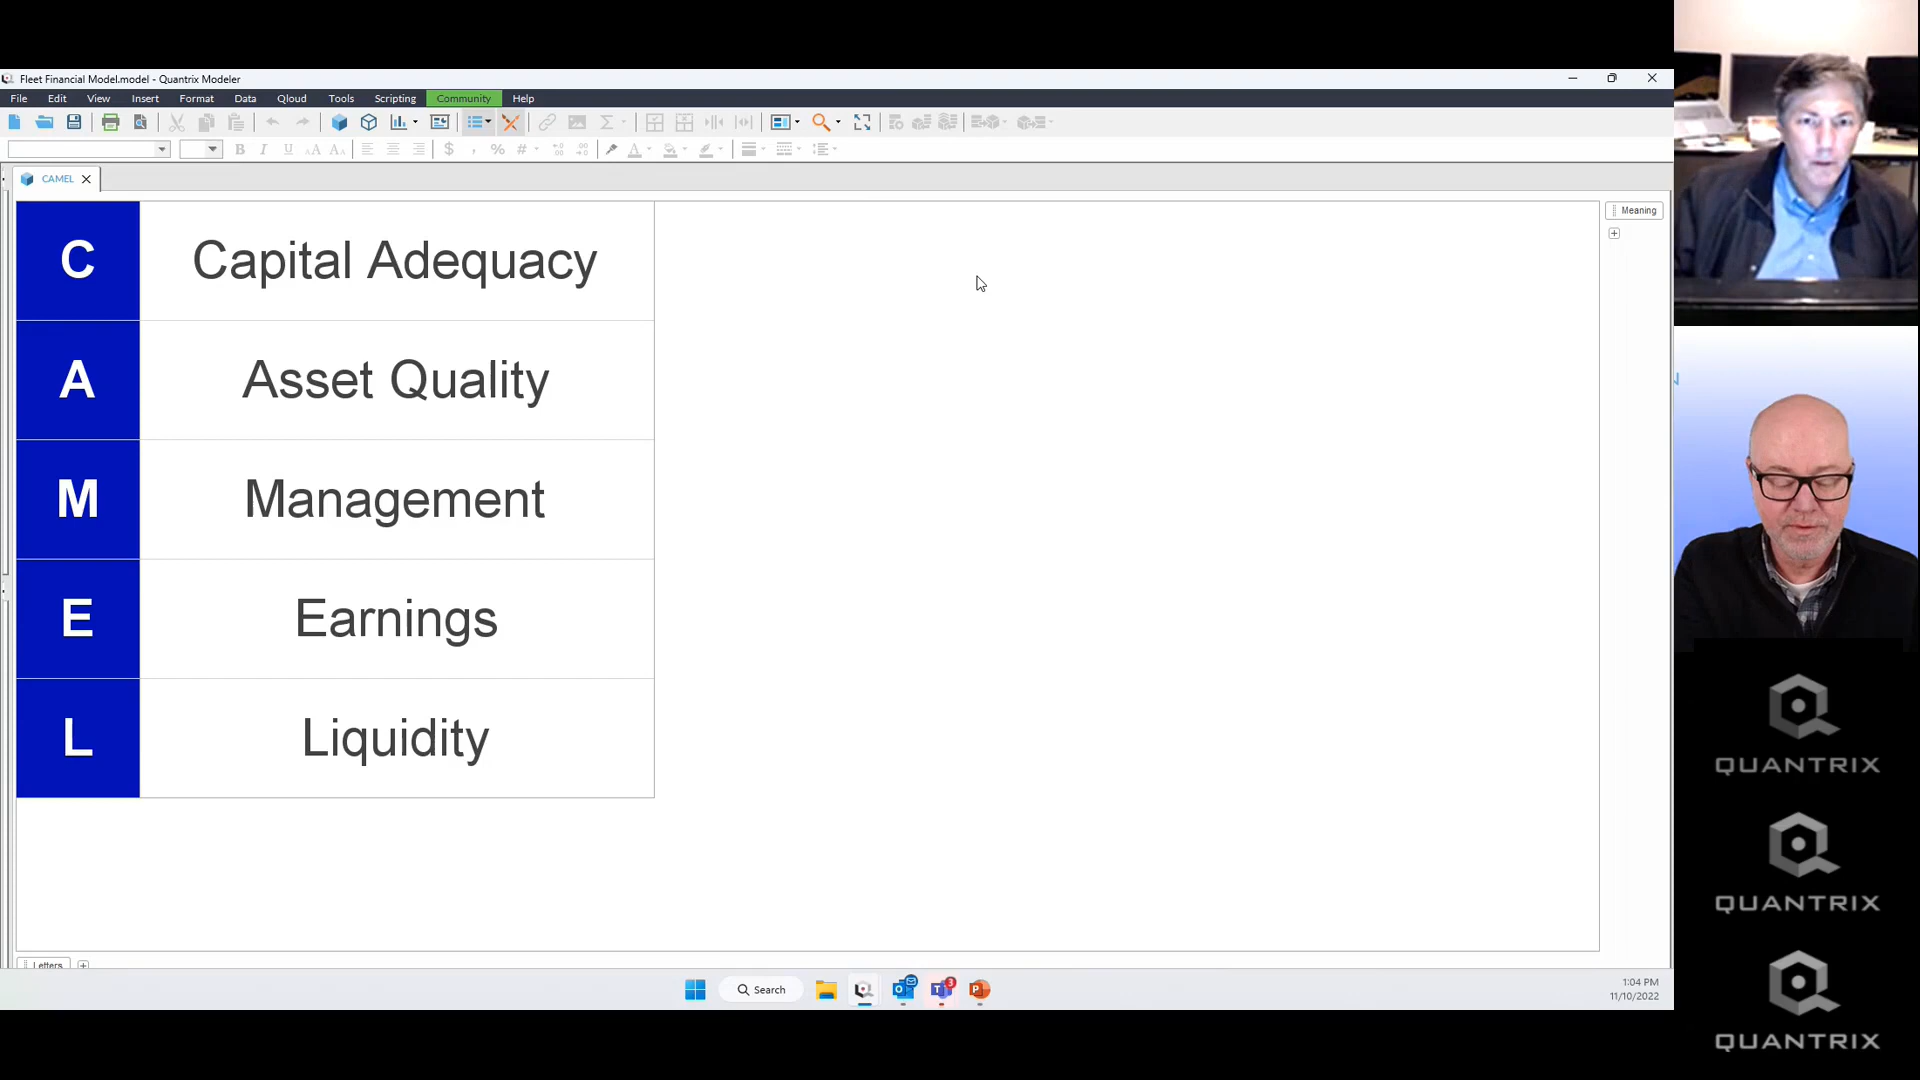 Fleet Financial Model.model - Quantrix Modeler
File Edit View Insert Format Data Qloud Tools Scripting Community Help
CAMEL
C Capital Adequacy
A Asset Quality
M Management
E Earnings
L Liquidity
Meaning
Letters
Search
3
1:04 PM
11/10/2022
QUANTRIX
QUANTRIX
QUANTRIX